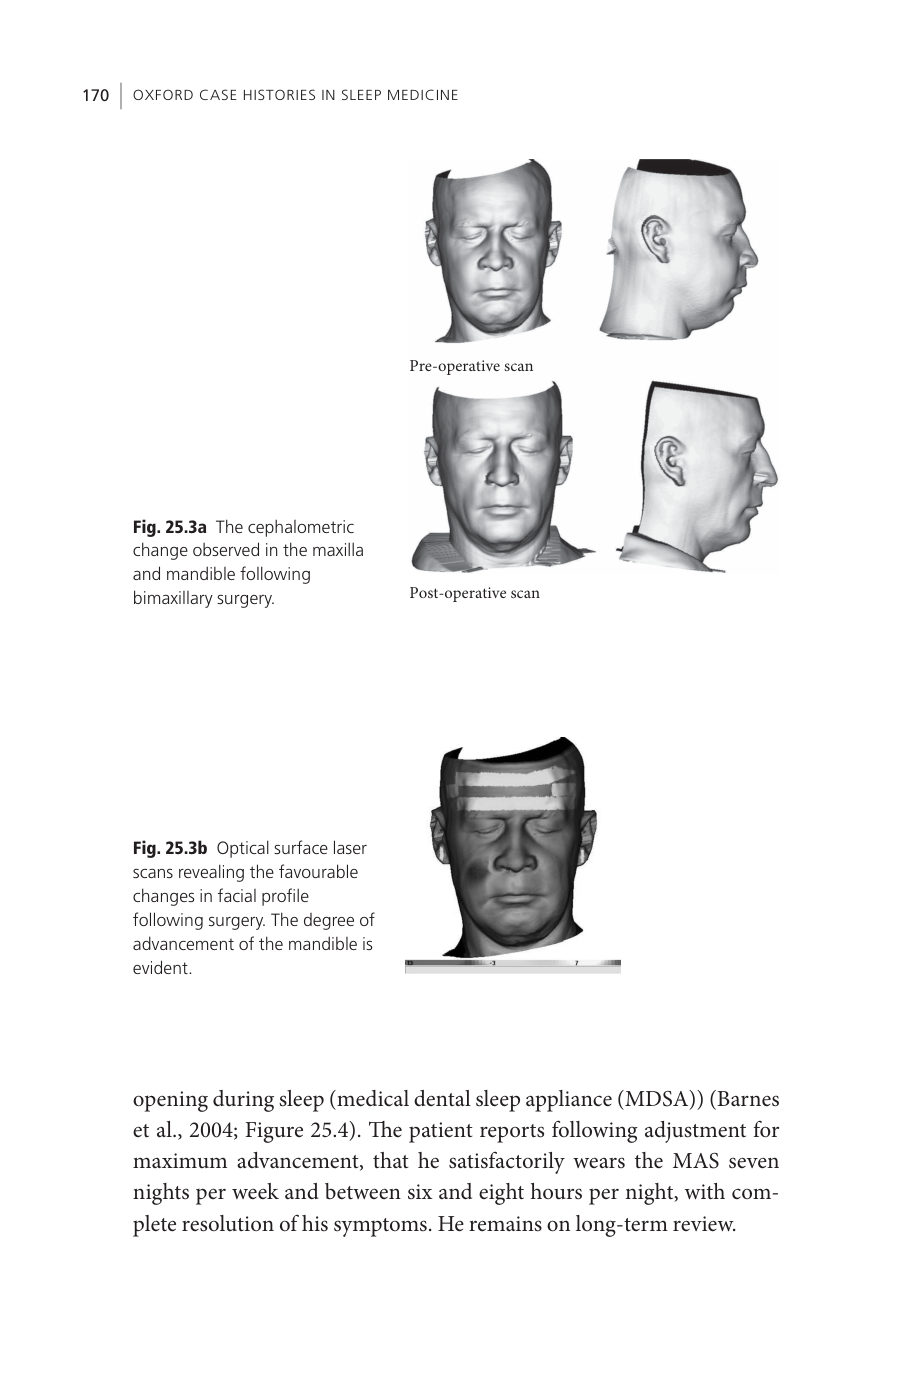 170 OXFORD CASE HISTORIES IN SLEEP MEDICINE
Pre-operative scan
Fig. 25.3a The cephalometric
change observed in the maxilla
and mandible following
bimaxillary surgery.
Post-operative scan
Fig. 25.3b Optical surface laser
scans revealing the favourable
changes in facial profile
following surgery. The degree of
advancement of the mandible is
evident.
-3 7
opening during sleep (medical dental sleep appliance (MDSA)) (Barnes
et al., 2004; Figure 25.4). The patient reports following adjustment for
maximum advancement, that he satisfactorily wears the MAS seven
nights per week and between six and eight hours per night, with com-
plete resolution of his symptoms. He remains on long-term review.